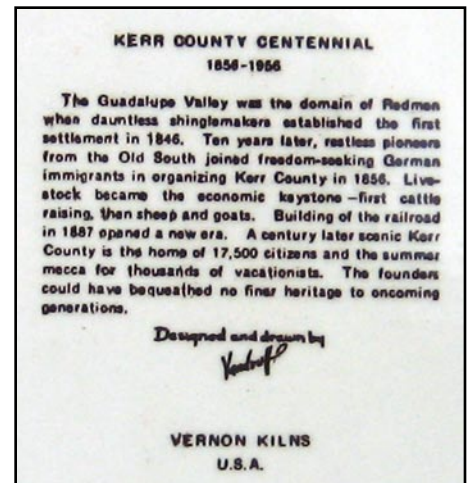 KERR COUNTY CENTENNIAL
1856-1956
The Guadalupe Valley was the domain of Redmen
when dauntless shinglemakers established the first
settlement in 1846. Ten years later, restless pioneers
from the Old South joined freedom-seeking German
immigrants in organizing Kerr County in 1856. Live-
stock became the economic keystone – first cattle
raising, then sheep and goats. Building of the railroad
in 1887 opened a new era. A century later scenic Kerr
County is the home of 17,500 citizens and the summer
mecca for thousands of vacationists. The founders
could have bequeathed no finer heritage to oncoming
generations.
Designed and drawn by
VERNON KILNS
U.S.A.